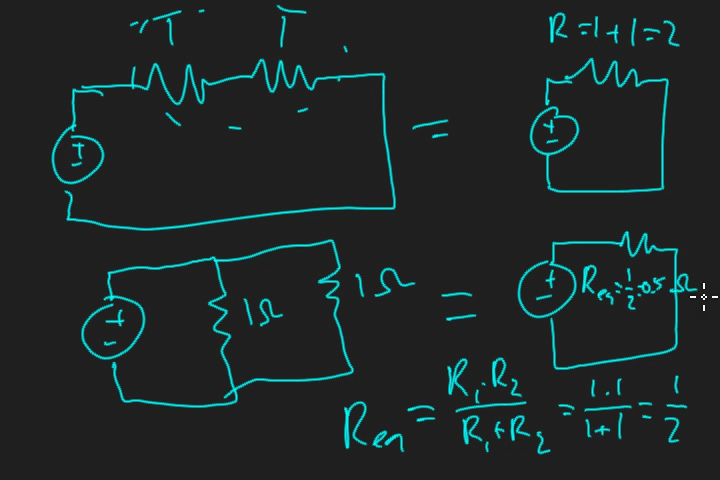 R = 1 + 1 = 2
1Ω
1Ω
Req = 1/2 = 0.5 Ω
Req = R1·R2 / R1+R2 = 1·1 / 1+1 = 1/2